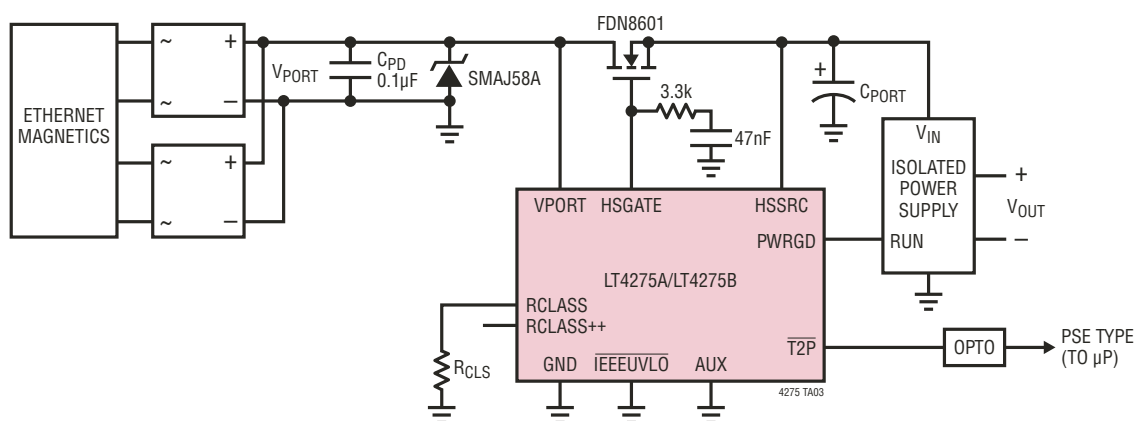 ETHERNET
MAGNETICS
~
+
~
–
~
+
~
–
VPORT
CPD
0.1µF
SMAJ58A
FDN8601
3.3k
47nF
+
CPORT
VIN
ISOLATED
POWER
SUPPLY
RUN
+
VOUT
–
VPORT HSGATE HSSRC
PWRGD
LT4275A/LT4275B
RCLASS
RCLASS++
T2P
GND IEEEUVLO AUX
RCLS
OPTO
PSE TYPE
(TO µP)
4275 TA03